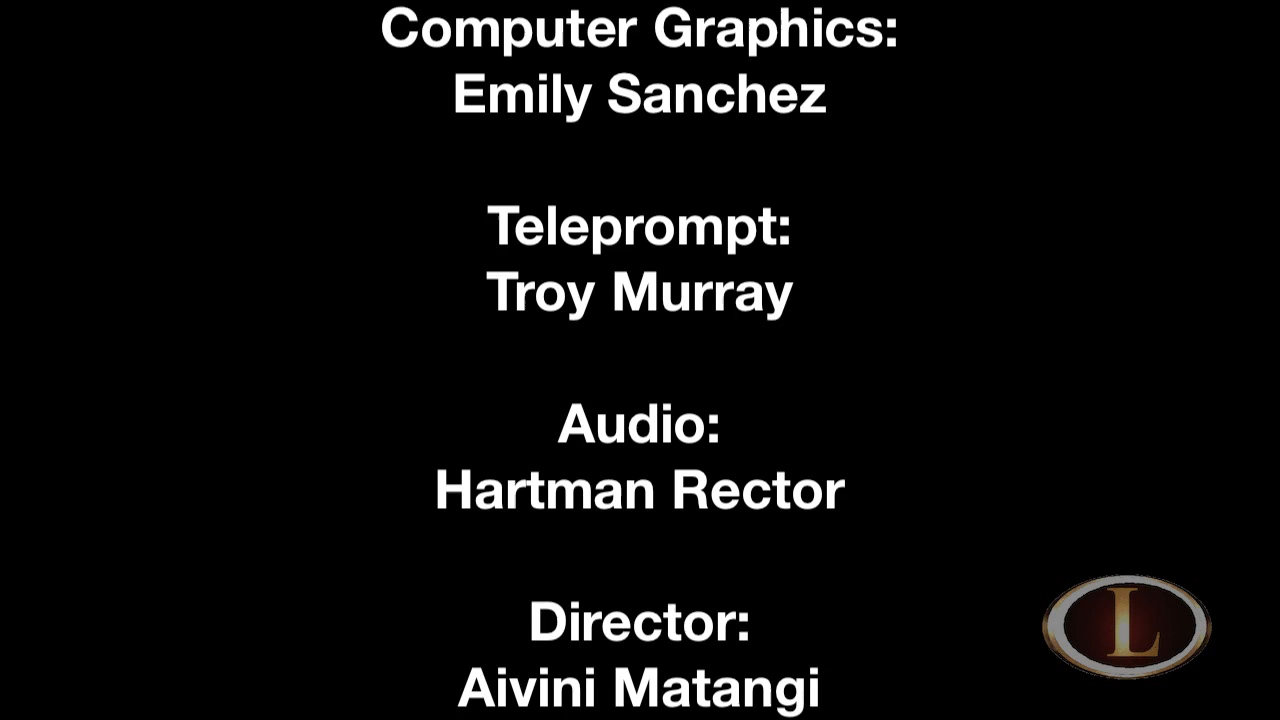 Computer Graphics:
Emily Sanchez
Teleprompt:
Troy Murray
Audio:
Hartman Rector
Director:
Aivini Matangi
L